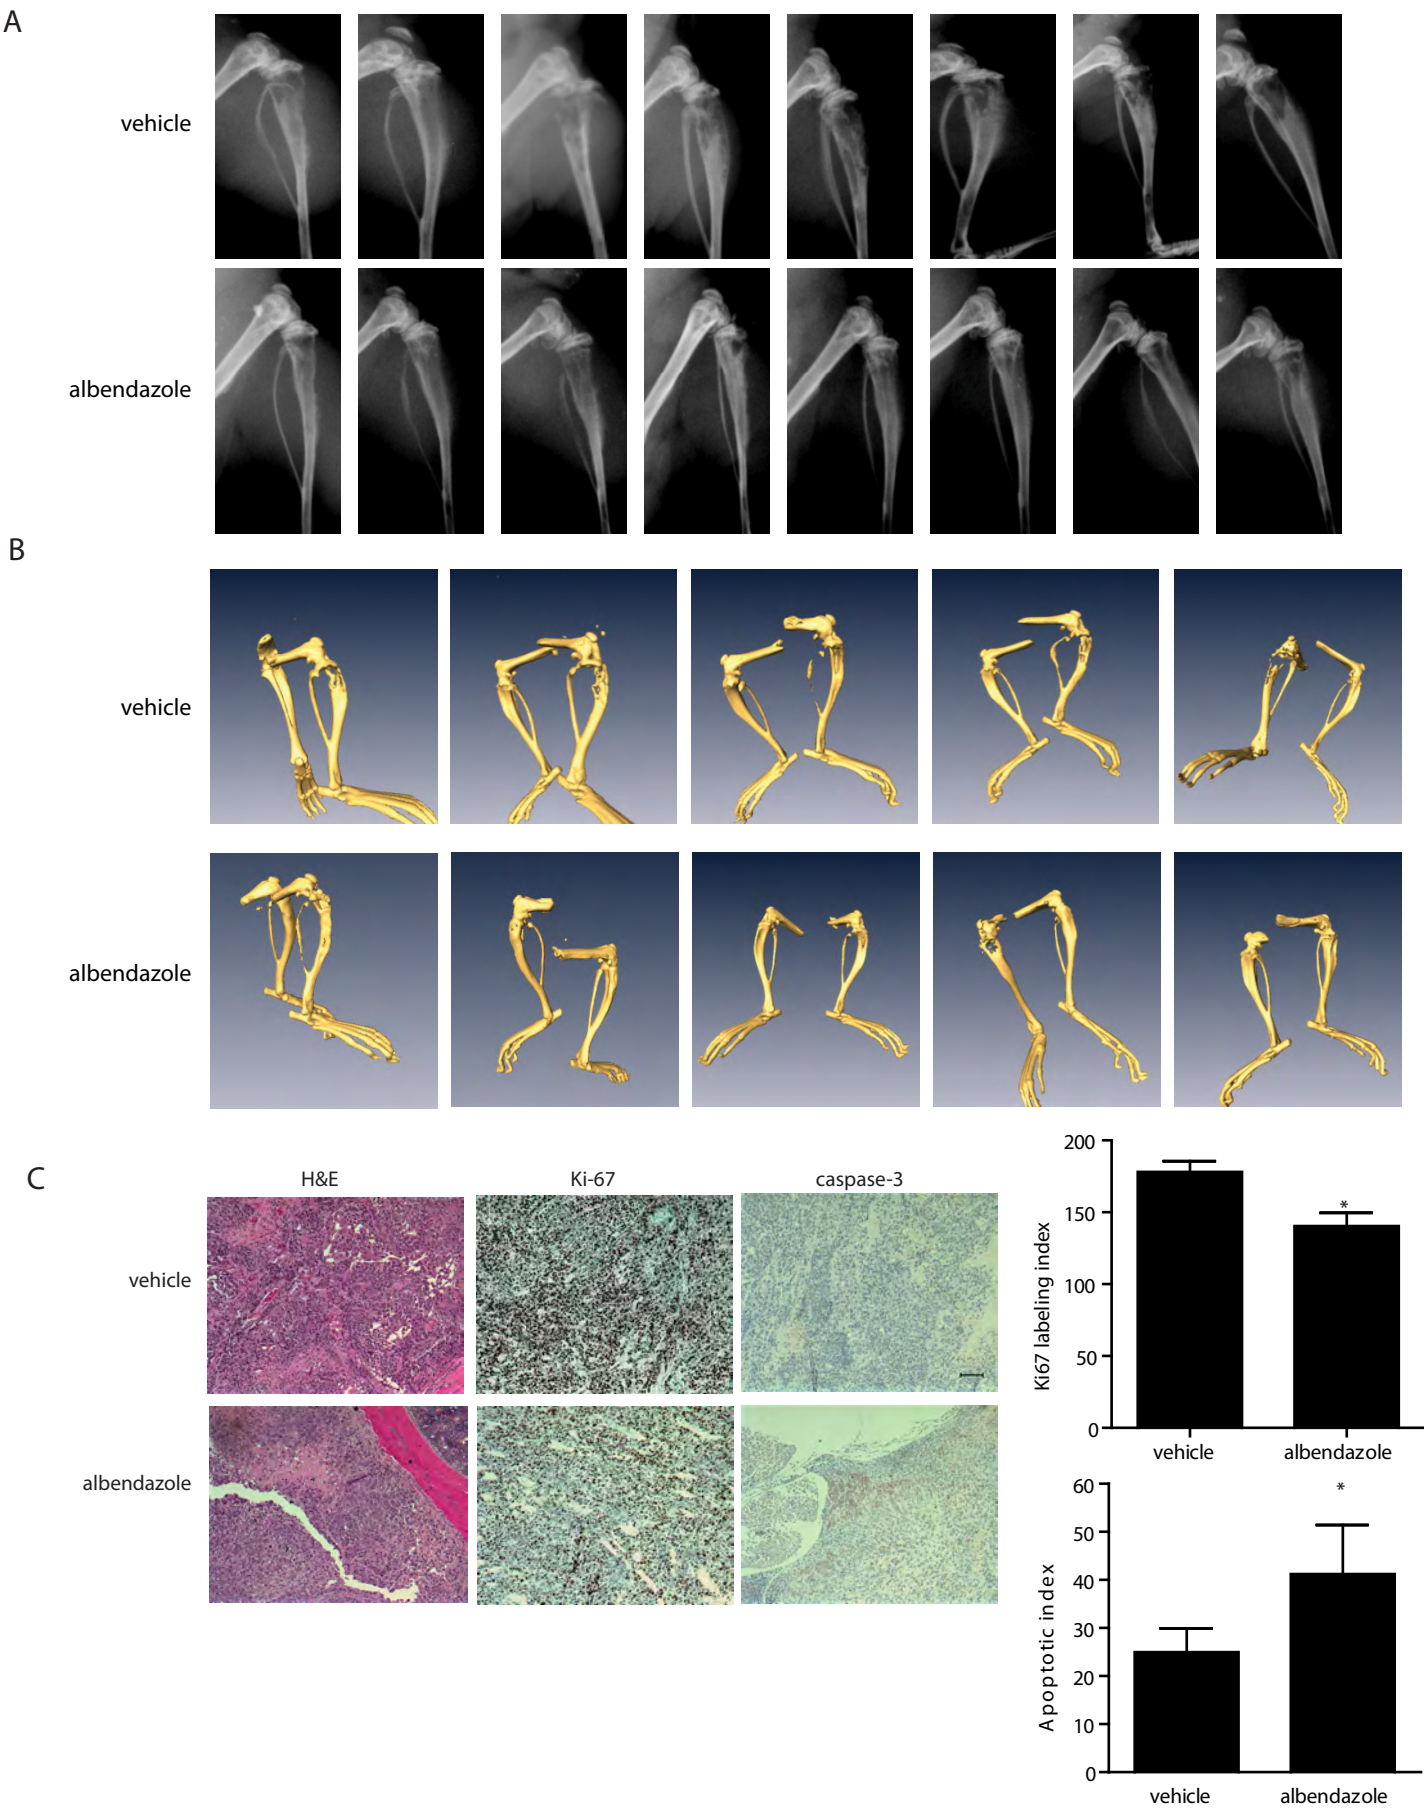 A
vehicle
albendazole
B
vehicle
albendazole
C
H&E
Ki-67
caspase-3
vehicle
albendazole
Ki67 labeling index
200
150
100
50
0
*
vehicle
albendazole
Apoptotic index
60
50
40
30
20
10
0
*
vehicle
albendazole